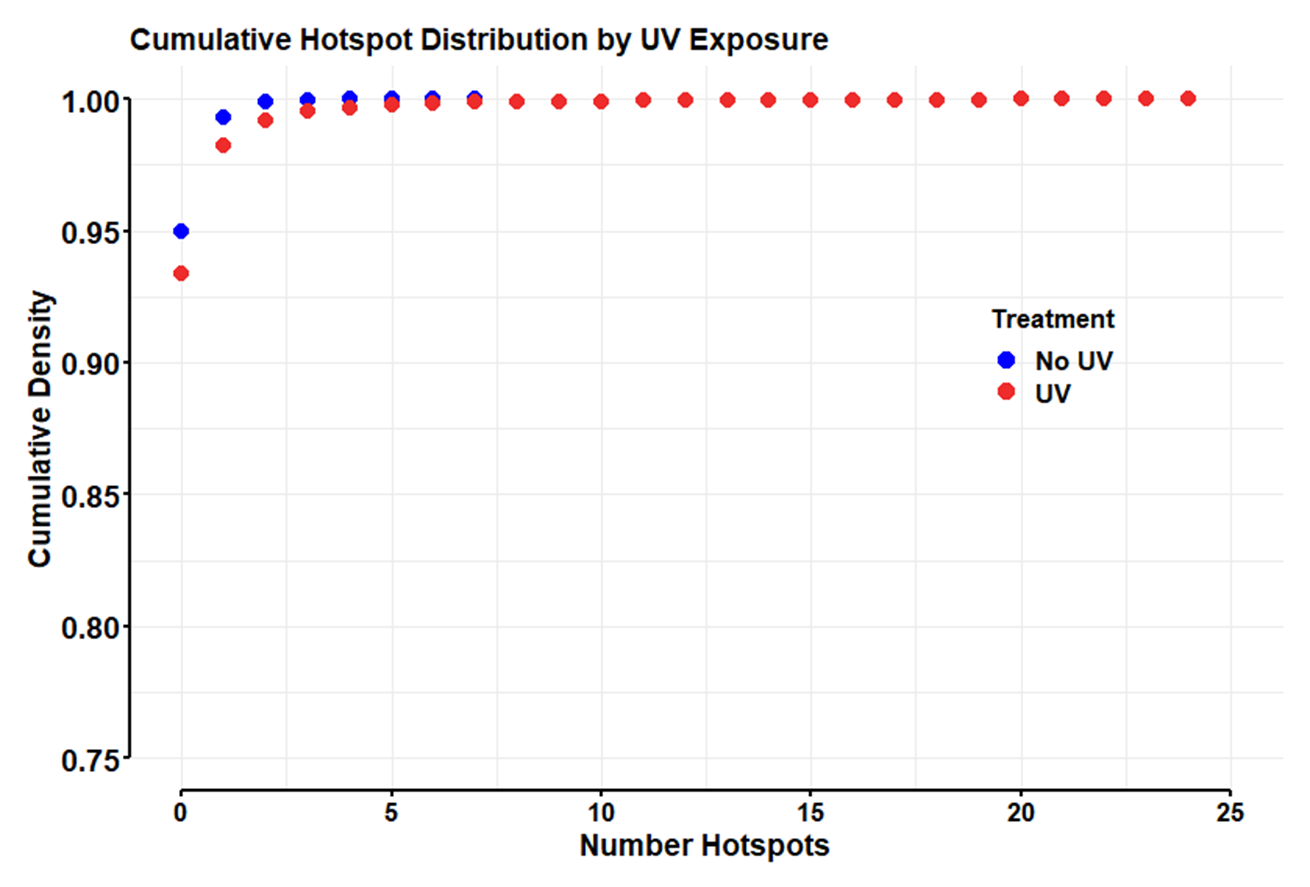 Cumulative Hotspot Distribution by UV Exposure
1.00
0.95
0.90
0.85
0.80
0.75
Cumulative Density
Treatment
No UV
UV
0 5 10 15 20 25
Number Hotspots